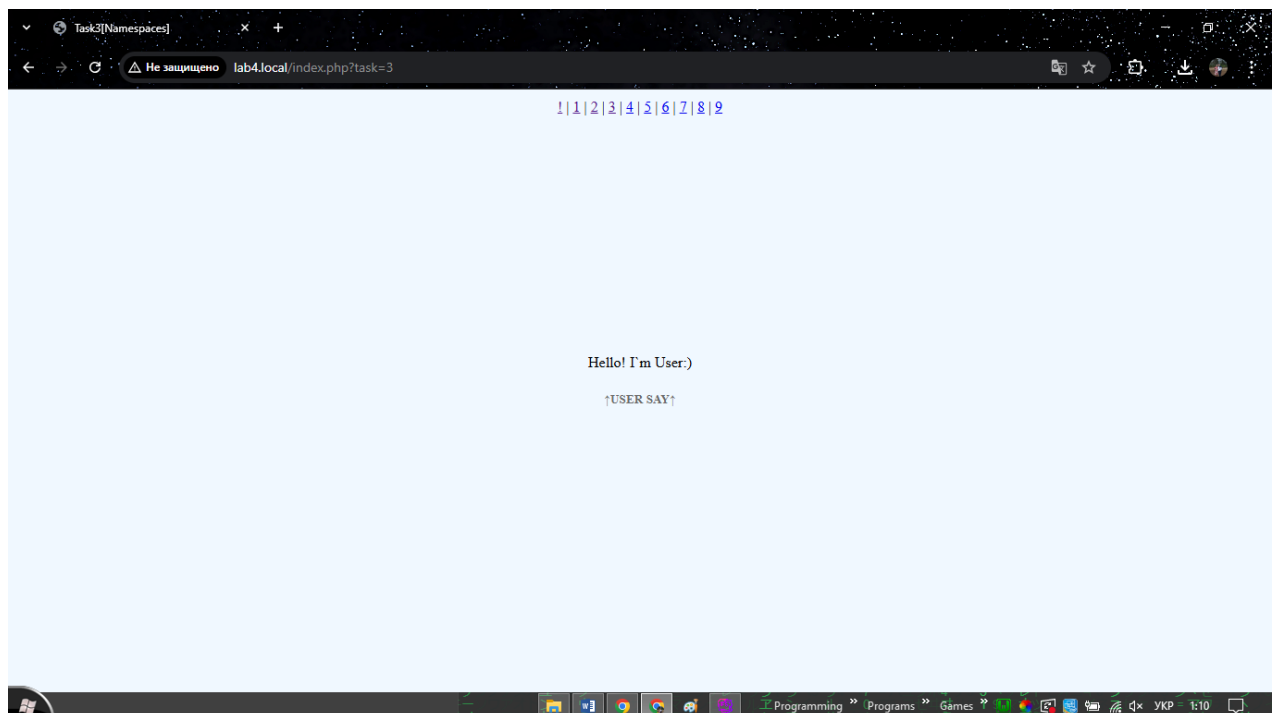 Task3[Namespaces]
Не защищено lab4.local/index.php?task=3
! | 1 | 2 | 3 | 4 | 5 | 6 | 7 | 8 | 9
Hello! I`m User:)
↑USER SAY↑
Programming » Programs » Games » УКР 1:10